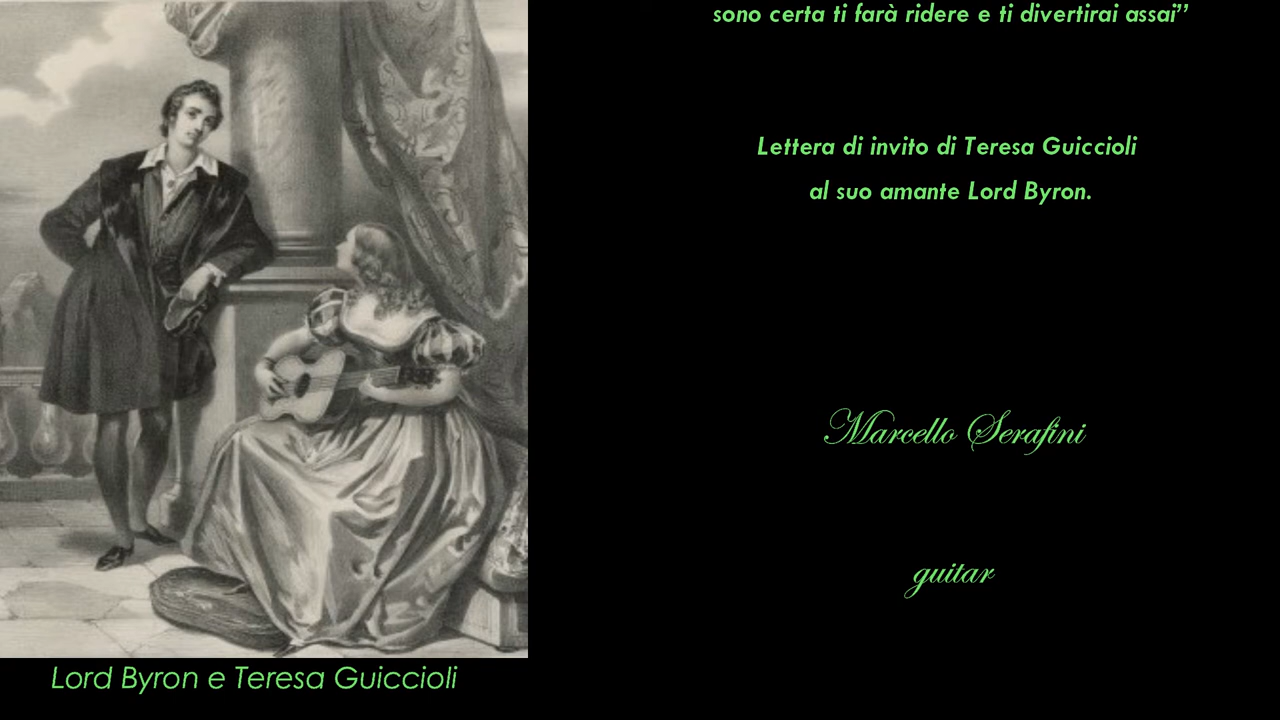 sono certa ti farà ridere e ti divertirai assai”
Lettera di invito di Teresa Guiccioli
al suo amante Lord Byron.
Marcello Serafini
guitar
Lord Byron e Teresa Guiccioli